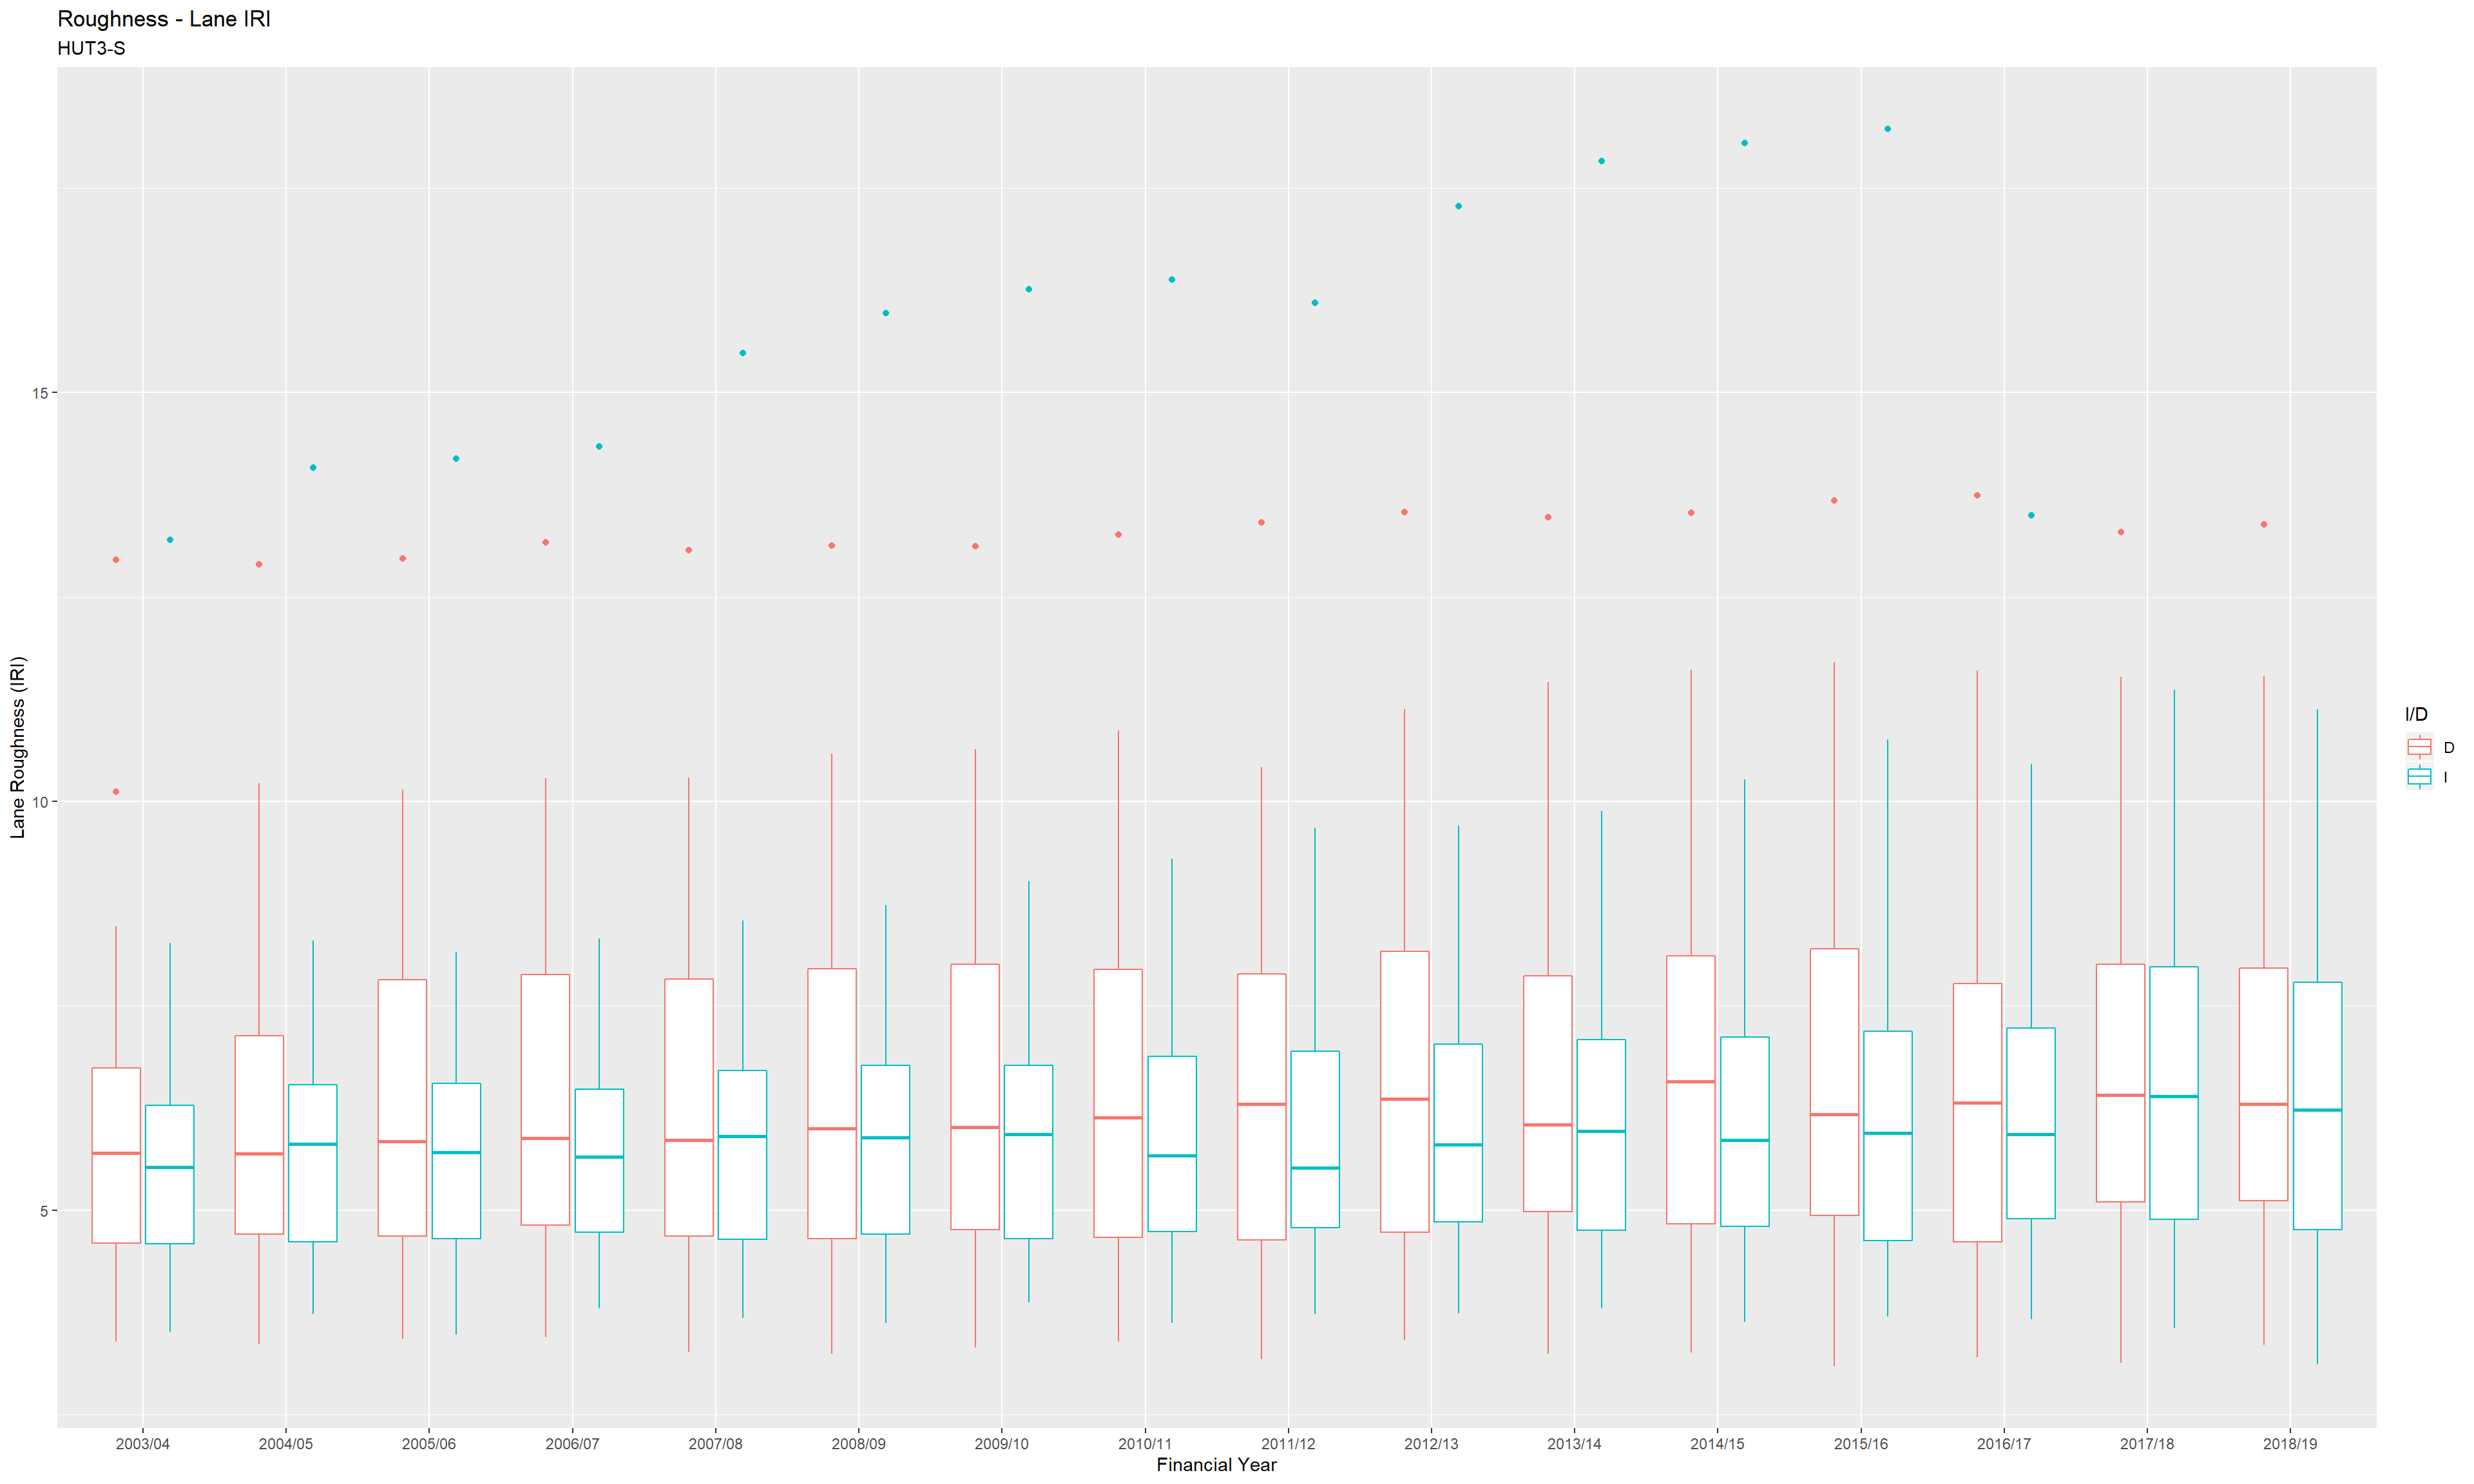 Roughness - Lane IRI
HUT3-S
Lane Roughness (IRI)
15
10
5
2003/04 2004/05 2005/06 2006/07 2007/08 2008/09 2009/10 2010/11 2011/12 2012/13 2013/14 2014/15 2015/16 2016/17 2017/18 2018/19
Financial Year
I/D
D
I